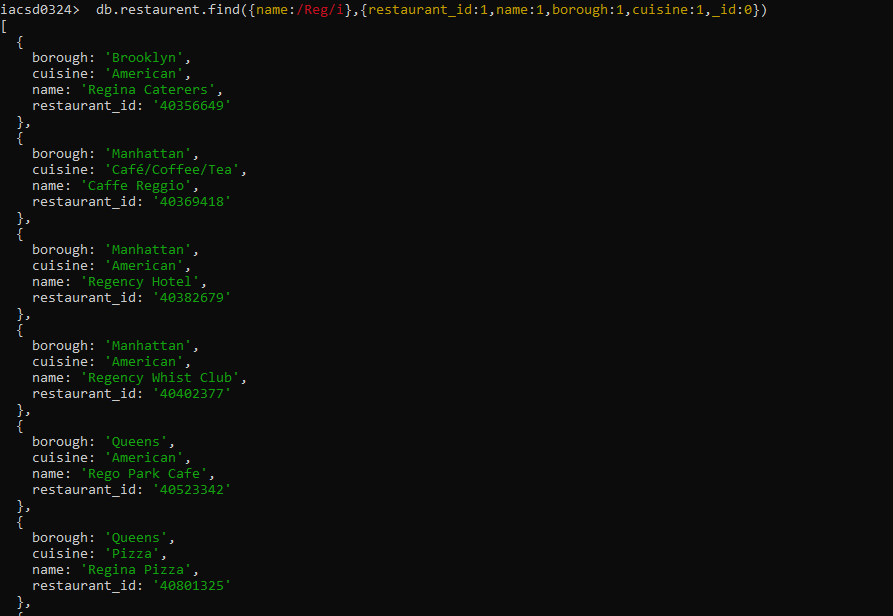 iacsd0324>  db.restaurent.find({name:/Reg/i},{restaurant_id:1,name:1,borough:1,cuisine:1,_id:0})
[
  {
    borough: 'Brooklyn',
    cuisine: 'American',
    name: 'Regina Caterers',
    restaurant_id: '40356649'
  },
  {
    borough: 'Manhattan',
    cuisine: 'Café/Coffee/Tea',
    name: 'Caffe Reggio',
    restaurant_id: '40369418'
  },
  {
    borough: 'Manhattan',
    cuisine: 'American',
    name: 'Regency Hotel',
    restaurant_id: '40382679'
  },
  {
    borough: 'Manhattan',
    cuisine: 'American',
    name: 'Regency Whist Club',
    restaurant_id: '40402377'
  },
  {
    borough: 'Queens',
    cuisine: 'American',
    name: 'Rego Park Cafe',
    restaurant_id: '40523342'
  },
  {
    borough: 'Queens',
    cuisine: 'Pizza',
    name: 'Regina Pizza',
    restaurant_id: '40801325'
  },
  {